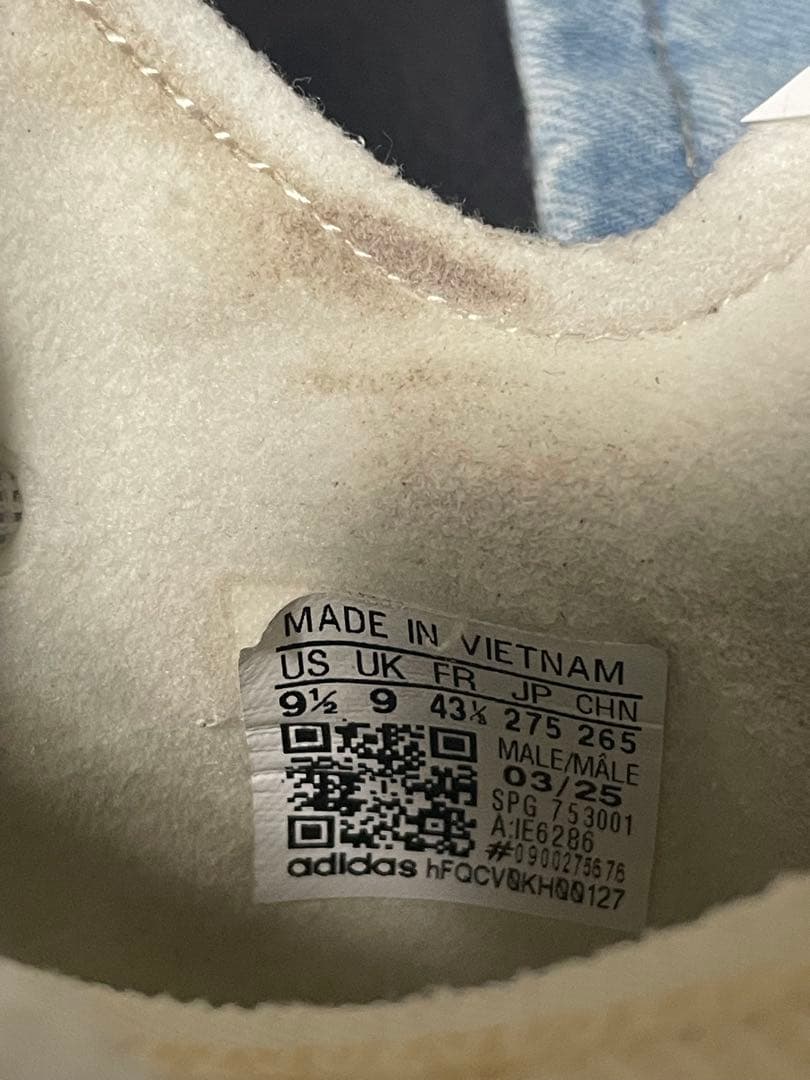 MADE IN VIETNAM
US UK FR JP CHN
9½ 9 43⅓ 275 265
MALE/MÂLE
03/25
SPG 753001
A:IE6286
#0900275676
adidas hFQCV0KH00127